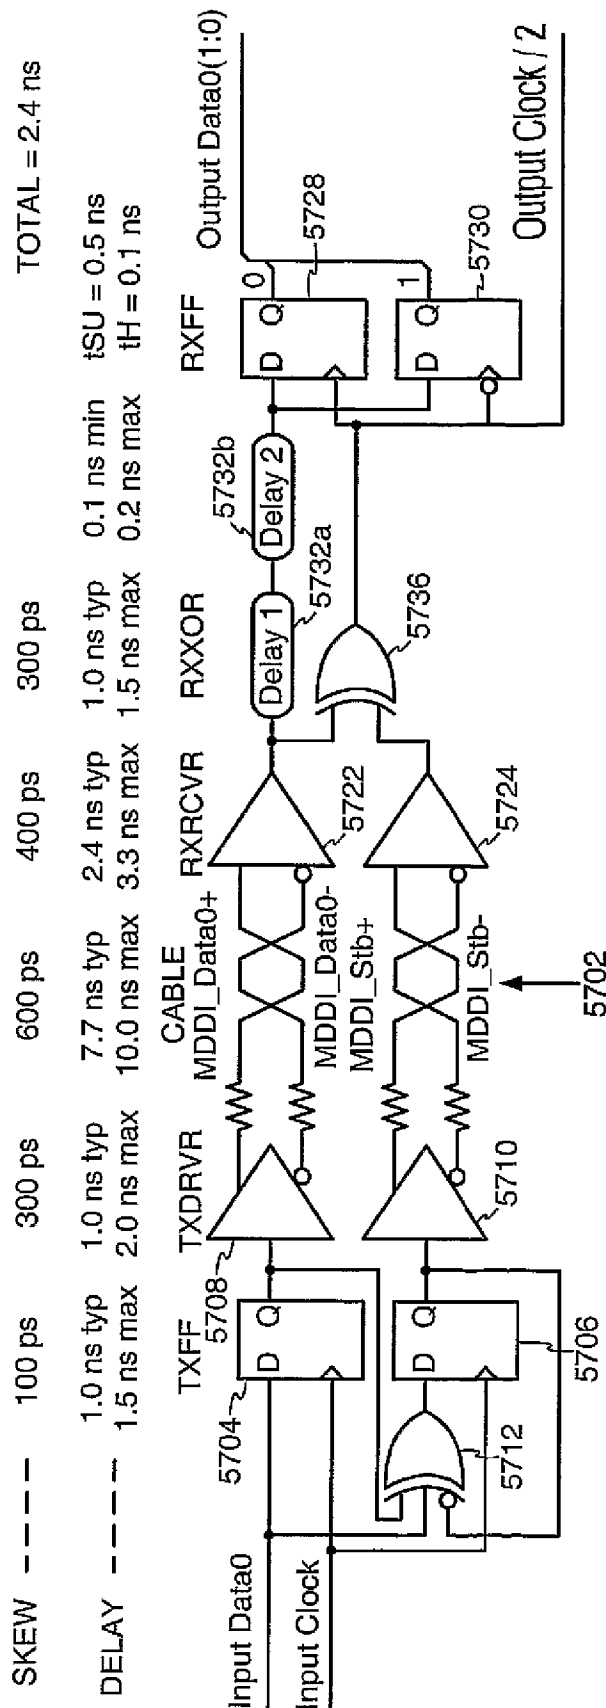 SKEW ---- 100 ps 300 ps 600 ps 400 ps 300 ps TOTAL = 2.4 ns
DELAY ---- 1.0 ns typ 1.0 ns typ 7.7 ns typ 2.4 ns typ 1.0 ns typ 0.1 ns min tSU = 0.5 ns
1.5 ns max 2.0 ns max 10.0 ns max 3.3 ns max 1.5 ns max 0.2 ns max tH = 0.1 ns
TXFF TXDRVR CABLE RXRCVR RXXOR RXFF
MDDI_Data0+
5704
5708
5732b
Output Data0(1:0)
Input Data0
D Q
Delay 1
Delay 2
D Q
0
5728
5722
5732a
MDDI_Data0-
Input Clock
MDDI_Stb+
5736
D Q
D Q
1
5730
5712
5706
5710
MDDI_Stb-
5724
Output Clock / 2
5702